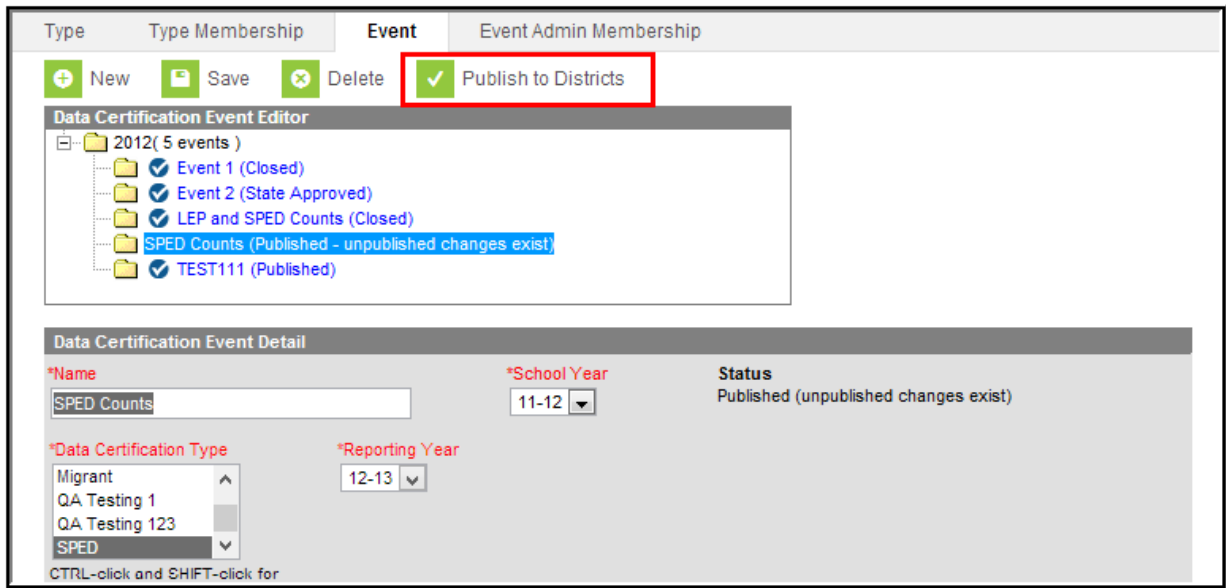 Type Type Membership Event Event Admin Membership
New Save Delete Publish to Districts
Data Certification Event Editor
2012( 5 events )
Event 1 (Closed)
Event 2 (State Approved)
LEP and SPED Counts (Closed)
SPED Counts (Published - unpublished changes exist)
TEST111 (Published)
Data Certification Event Detail
*Name *School Year Status
SPED Counts 11-12 Published (unpublished changes exist)
*Data Certification Type *Reporting Year
Migrant 12-13
QA Testing 1
QA Testing 123
SPED
CTRL-click and SHIFT-click for